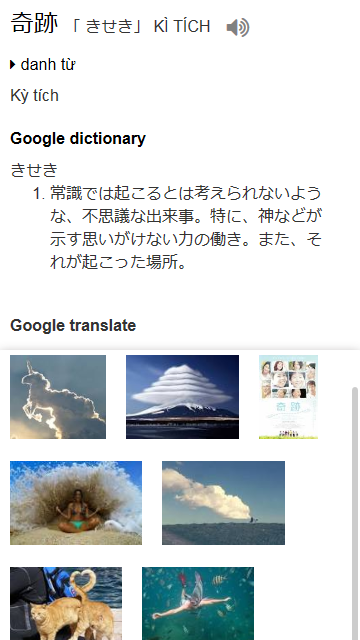 奇跡 「 きせき」 KÌ TÍCH
danh từ
Kỳ tích
Google dictionary
きせき
1. 常識では起こるとは考えられないよう
な、不思議な出来事。特に、神などが
示す思いがけない力の働き。また、そ
れが起こった場所。
Google translate
奇跡